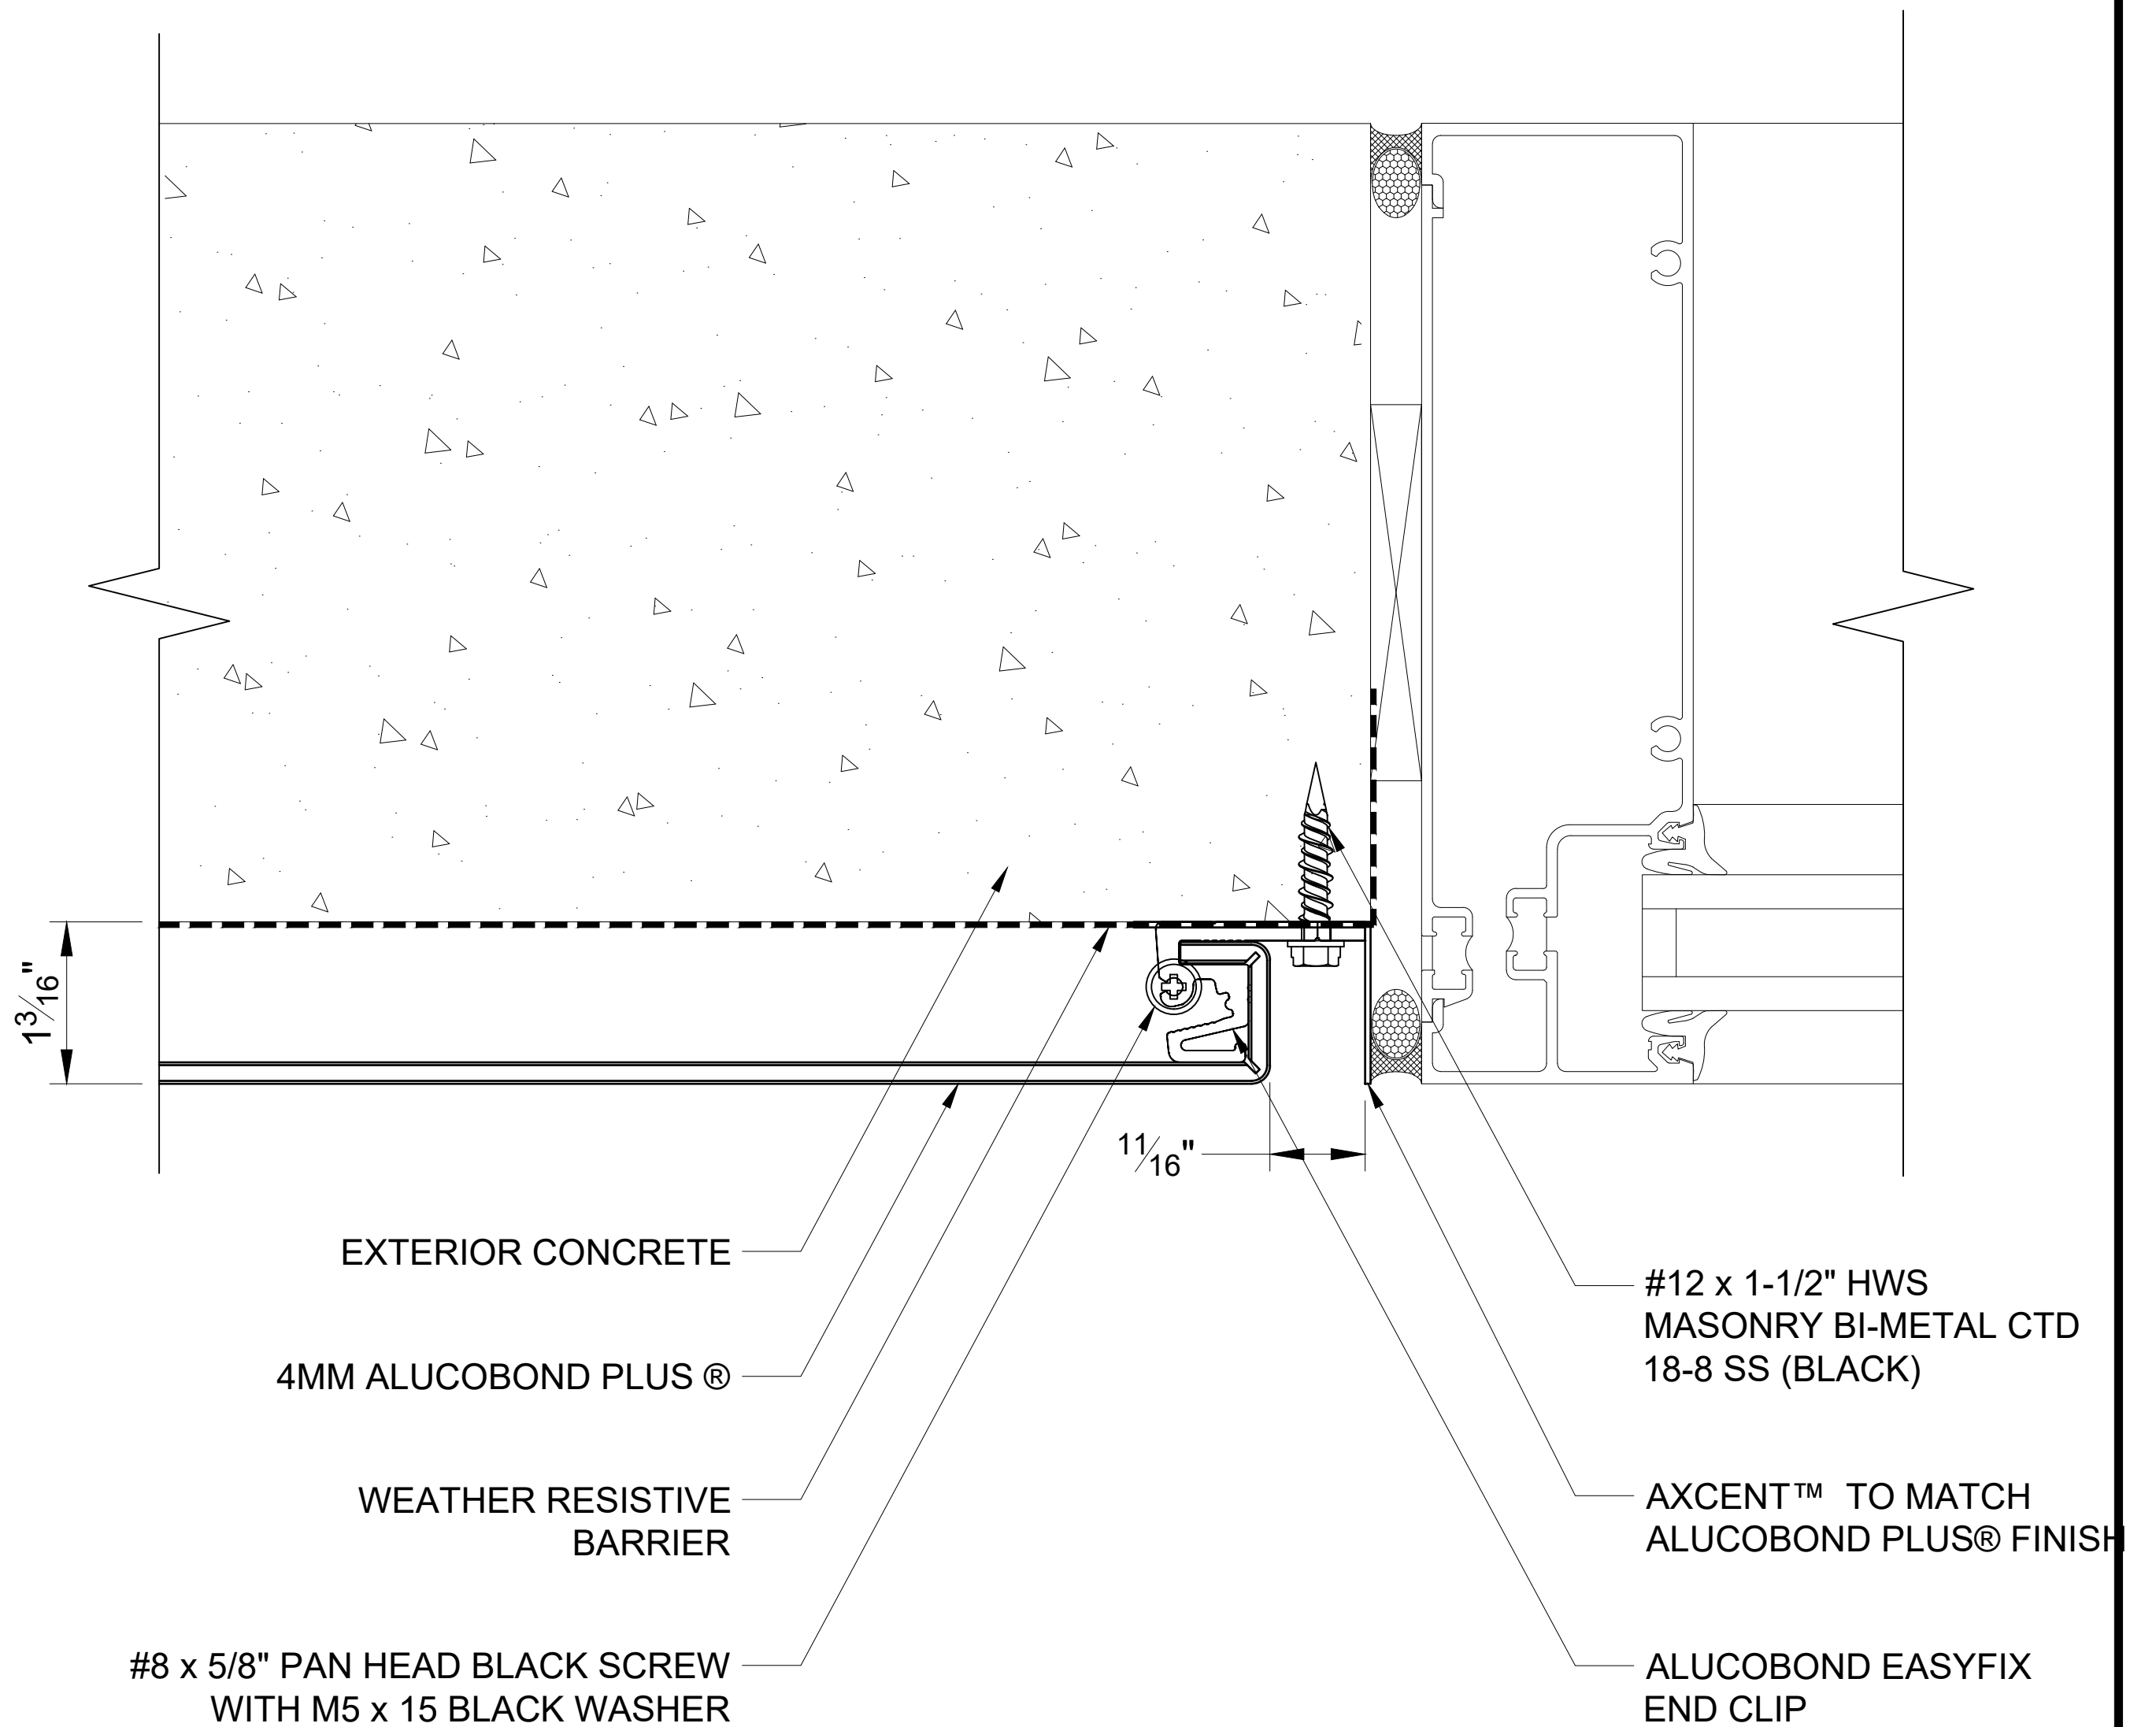 1 3/16"
11/16"
EXTERIOR CONCRETE
4MM ALUCOBOND PLUS ®
WEATHER RESISTIVE
BARRIER
#8 x 5/8" PAN HEAD BLACK SCREW
WITH M5 x 15 BLACK WASHER
#12 x 1-1/2" HWS
MASONRY BI-METAL CTD
18-8 SS (BLACK)
AXCENT™ TO MATCH
ALUCOBOND PLUS® FINISH
ALUCOBOND EASYFIX
END CLIP